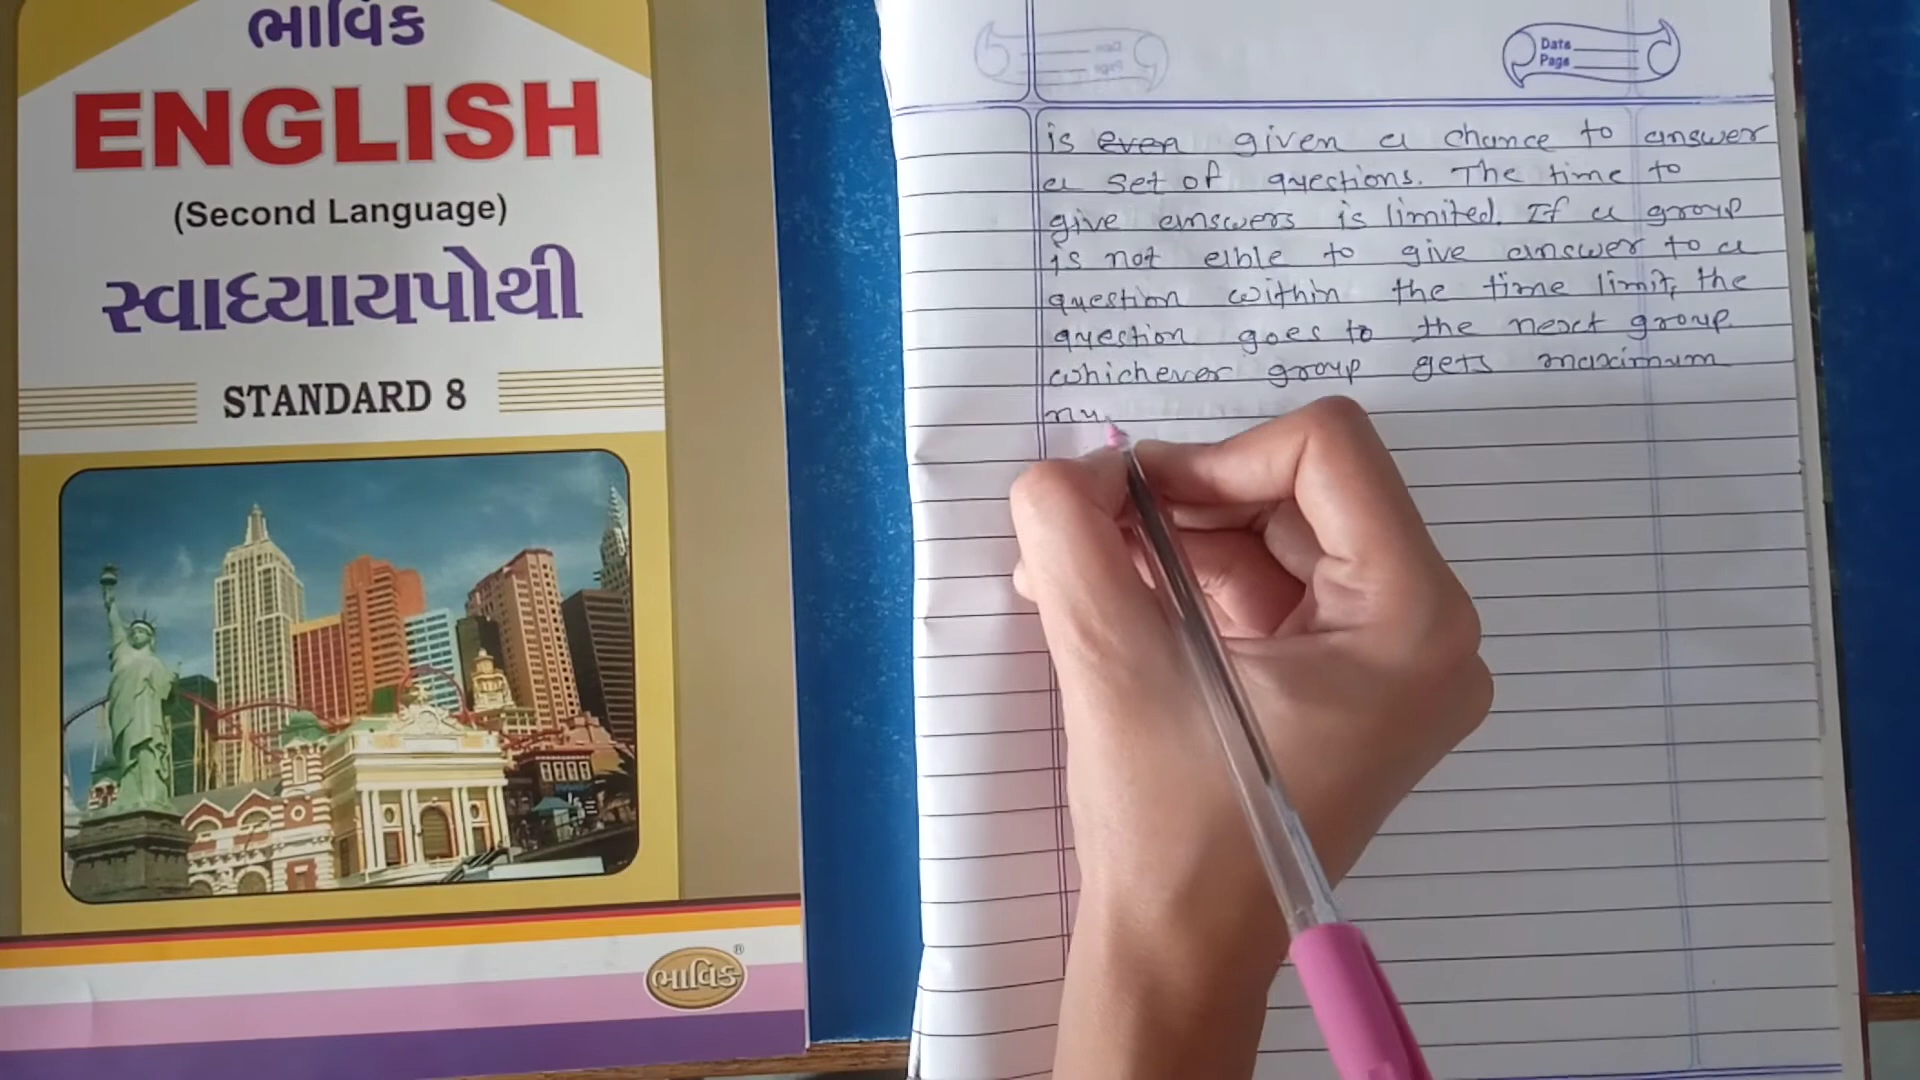 ભાવિક
ENGLISH
(Second Language)
સ્વાધ્યાયપોથી
STANDARD 8
ભાવિક
®
Date
Page
is even given a chance to answer
a set of questions. The time to
give answers is limited. If a group
is not able to give answer to a
question within the time limit, the
question goes to the next group.
whichever group gets maximum
nu